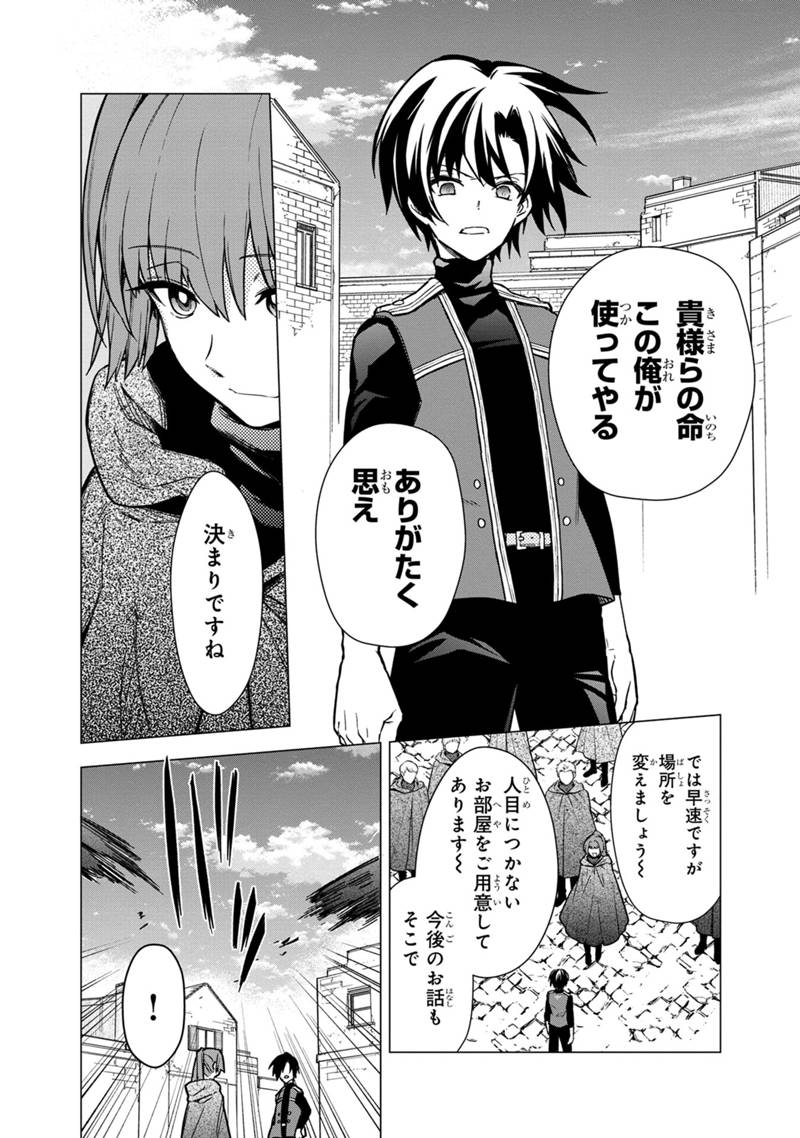 貴様らの命
この俺が
使ってやる
ありがたく
思え
決まりですね
では早速ですが
場所を
変えましょう～
人目につかない
お部屋をご用意して
あります～
今後のお話も
そこで
！